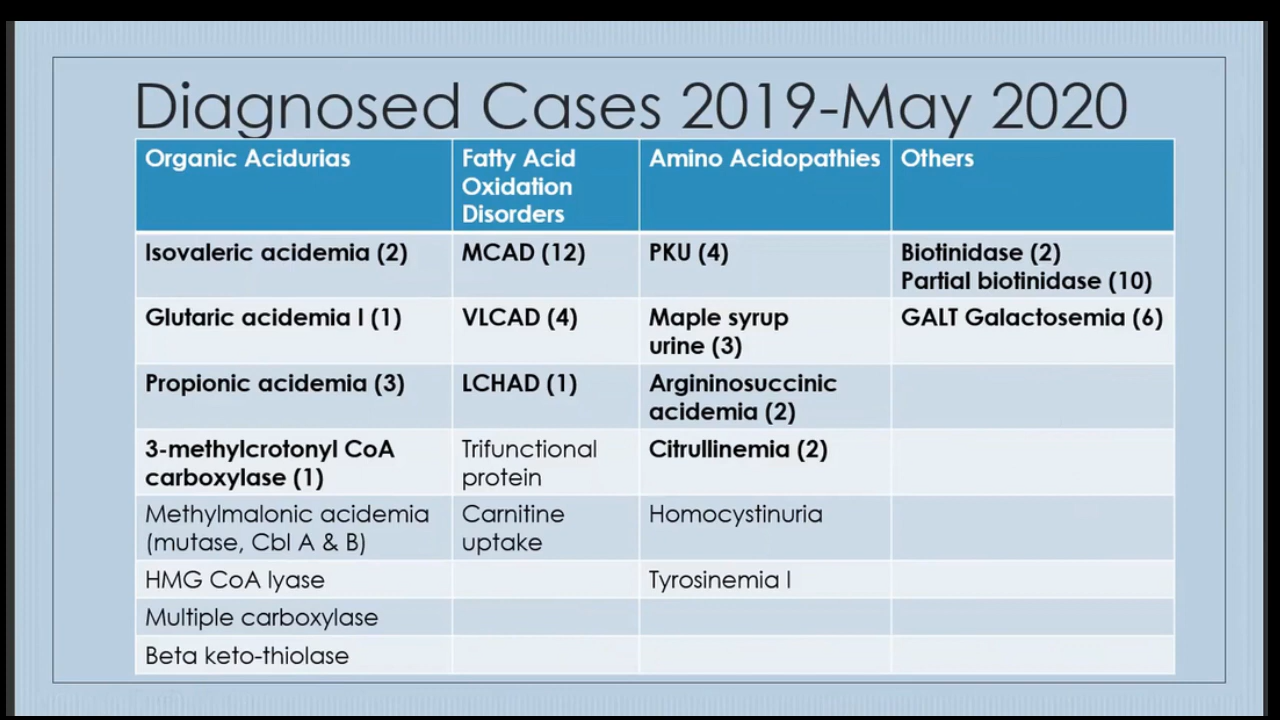 Diagnosed Cases 2019-May 2020
Organic Acidurias
Fatty Acid
Oxidation
Disorders
Amino Acidopathies
Others
Isovaleric acidemia (2)
MCAD (12)
PKU (4)
Biotinidase (2)
Partial biotinidase (10)
Glutaric acidemia I (1)
VLCAD (4)
Maple syrup
urine (3)
GALT Galactosemia (6)
Propionic acidemia (3)
LCHAD (1)
Argininosuccinic
acidemia (2)
3-methylcrotonyl CoA
carboxylase (1)
Trifunctional
protein
Citrullinemia (2)
Methylmalonic acidemia
(mutase, Cbl A & B)
Carnitine
uptake
Homocystinuria
HMG CoA lyase
Tyrosinemia I
Multiple carboxylase
Beta keto-thiolase